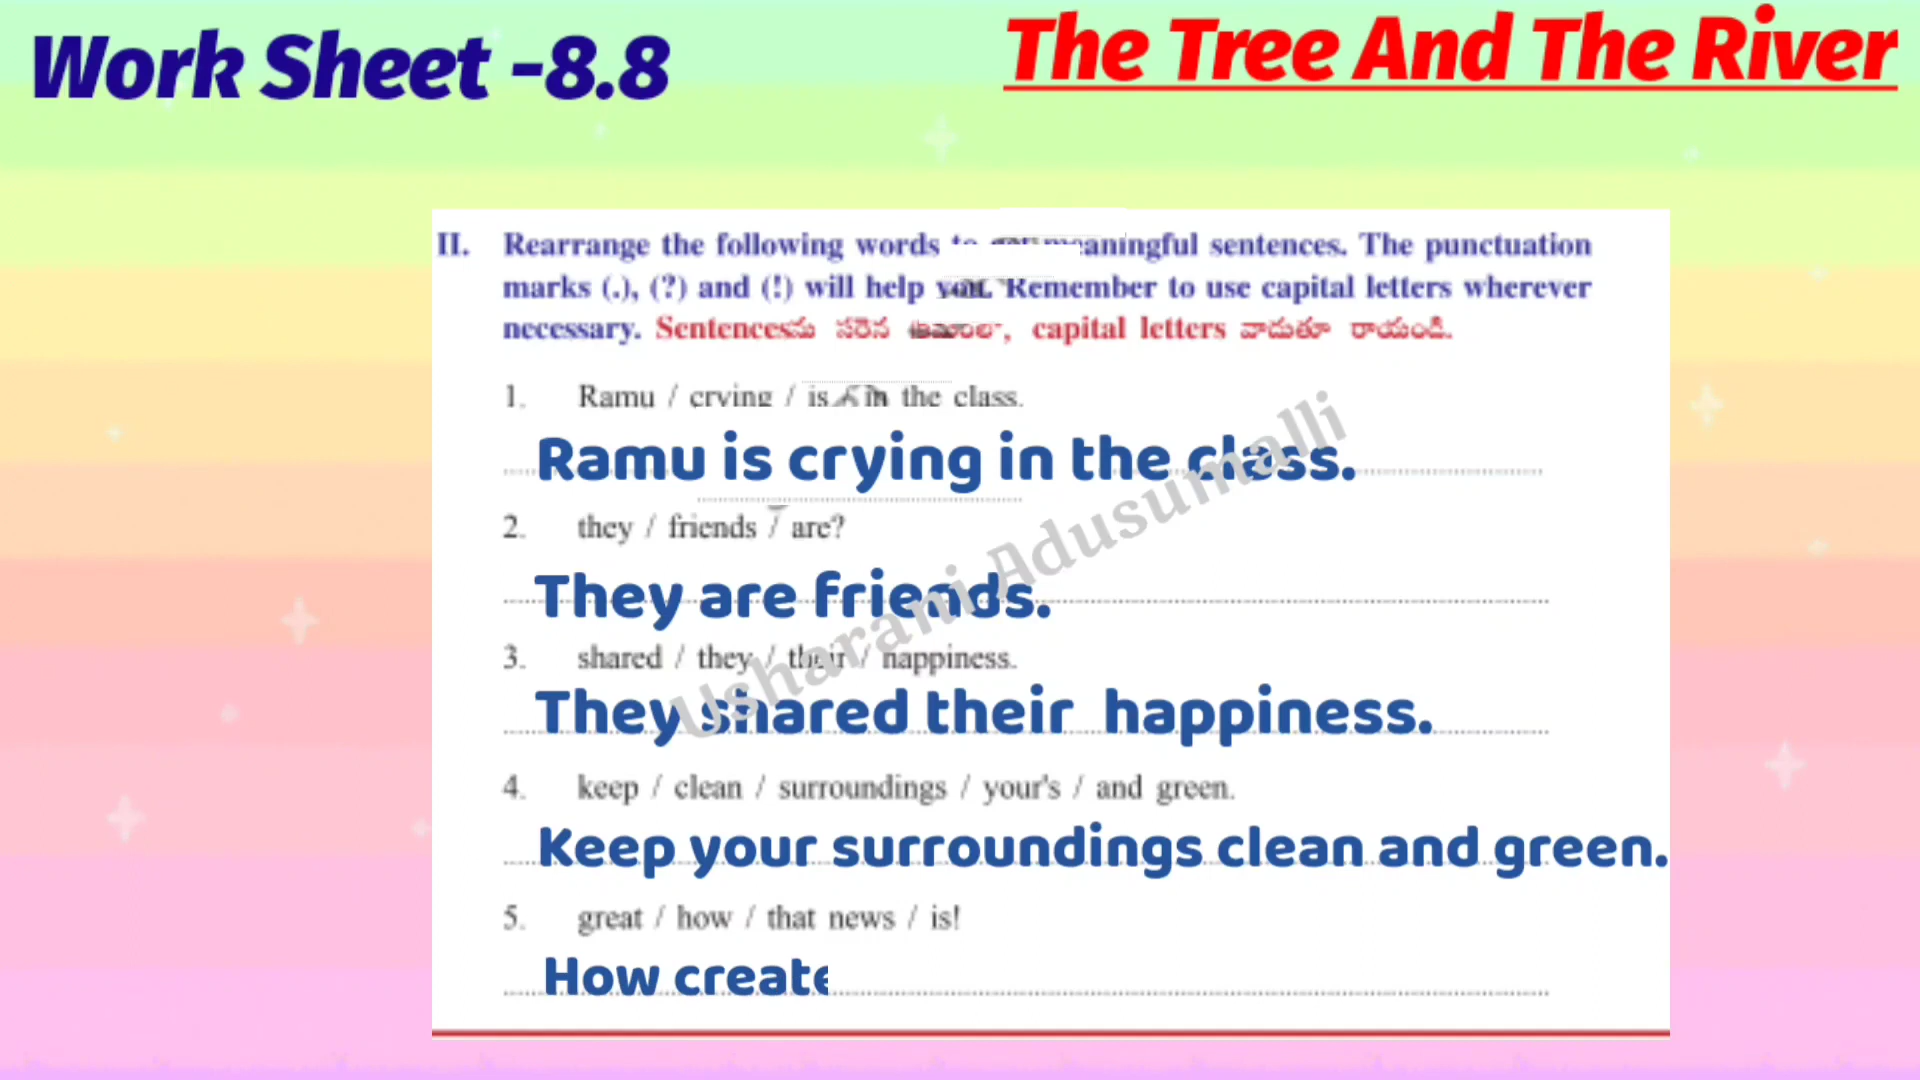 Work Sheet -8.8
The Tree And The River
II. Rearrange the following words to get meaningful sentences. The punctuation
marks (.), (?) and (!) will help you. Remember to use capital letters wherever
necessary. Sentencesను సరైన, capital letters వాడుతూ రాయండి.
1. Ramu / crying / is / in the class.
Ramu is crying in the class.
2. they / friends / are?
They are friends.
3. shared / they / their / happiness.
They shared their happiness.
4. keep / clean / surroundings / your's / and green.
Keep your surroundings clean and green.
5. great / how / that news / is!
How create
Usharani Adusumalli